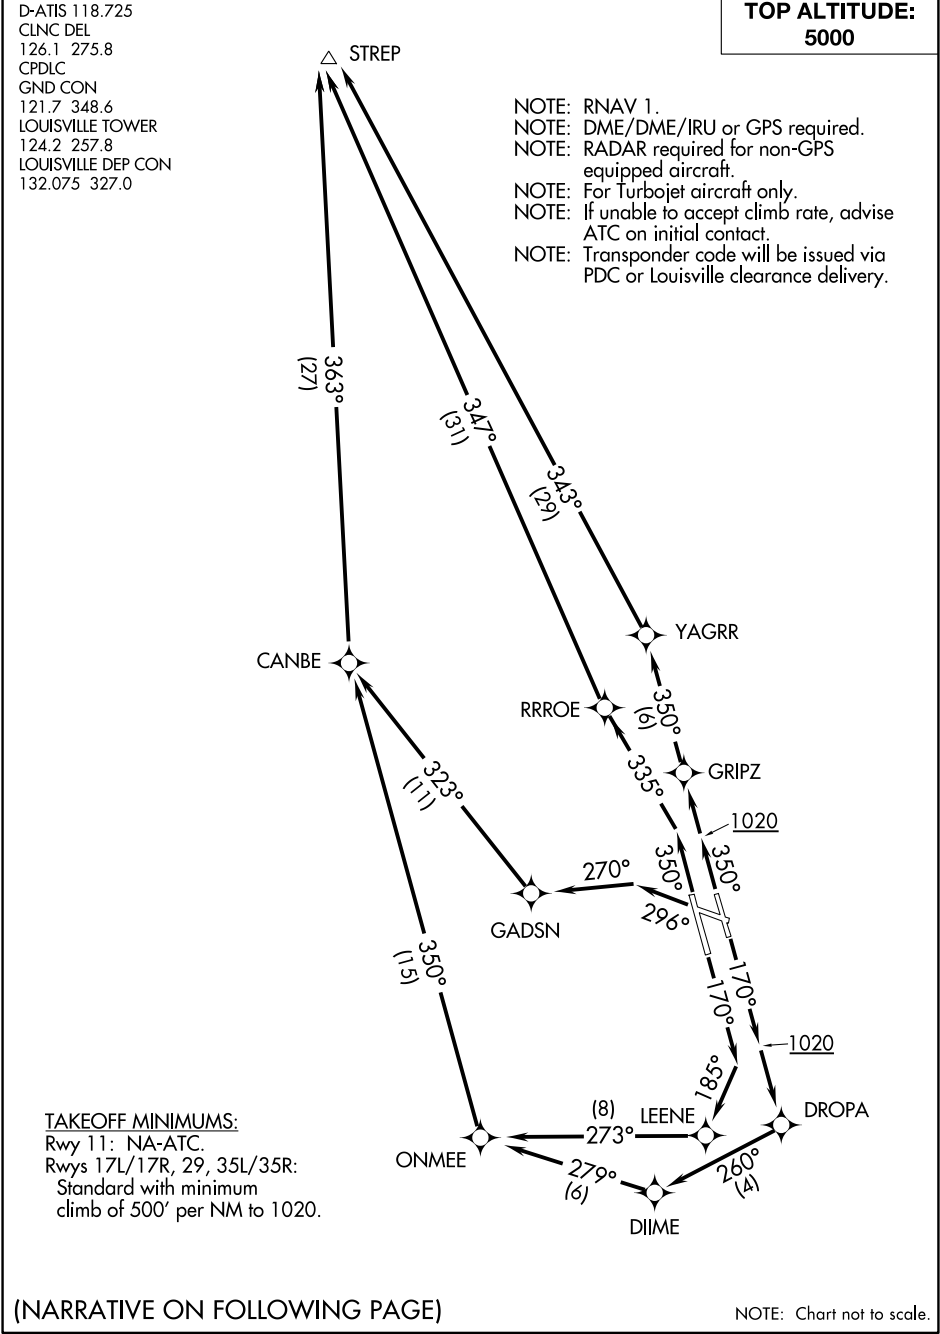 D-ATIS 118.725
CLNC DEL
126.1 275.8
CPDLC
GND CON
121.7 348.6
LOUISVILLE TOWER
124.2 257.8
LOUISVILLE DEP CON
132.075 327.0
TOP ALTITUDE:
5000
STREP
NOTE: RNAV 1.
NOTE: DME/DME/IRU or GPS required.
NOTE: RADAR required for non-GPS
equipped aircraft.
NOTE: For Turbojet aircraft only.
NOTE: If unable to accept climb rate, advise
ATC on initial contact.
NOTE: Transponder code will be issued via
PDC or Louisville clearance delivery.
363°
(27)
347°
(31)
343°
(29)
YAGRR
CANBE
RRROE
350°
(6)
GRIPZ
335°
323°
(11)
1020
350°
350°
270°
296°
GADSN
350°
(15)
170°
170°
1020
185°
DROPA
LEENE
(8)
273°
ONMEE
279°
(6)
260°
(4)
DIIME
TAKEOFF MINIMUMS:
Rwy 11: NA-ATC.
Rwys 17L/17R, 29, 35L/35R:
Standard with minimum
climb of 500' per NM to 1020.
(NARRATIVE ON FOLLOWING PAGE)
NOTE: Chart not to scale.